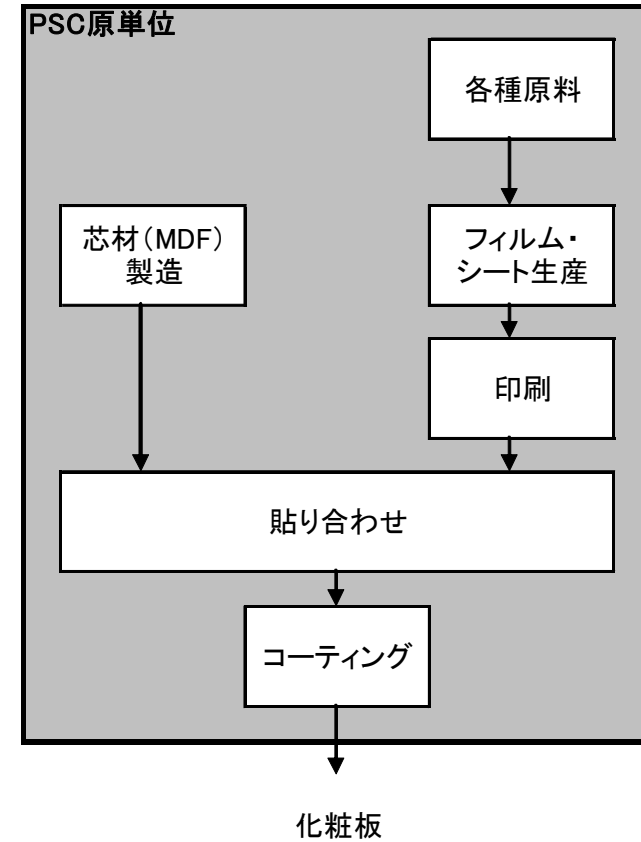 PSC原単位
各種原料
芯材（MDF）
製造
フィルム・
シート生産
印刷
貼り合わせ
コーティング
化粧板